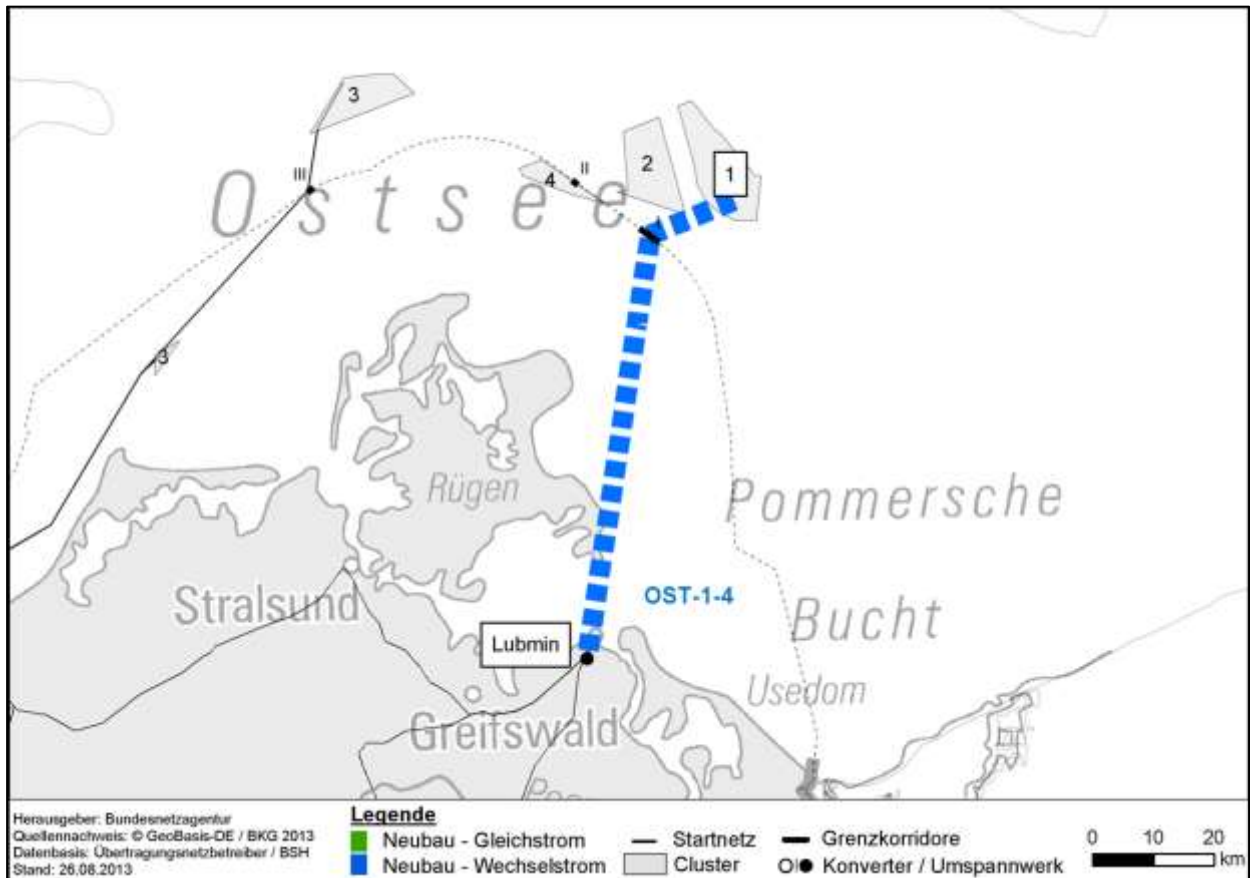 3
III
Ostsee
II
4
2
1
3
Rügen
Pommersche
Stralsund
OST-1-4
Bucht
Lubmin
Usedom
Greifswald
Herausgeber: Bundesnetzagentur
Quellennachweis: © GeoBasis-DE / BKG 2013
Datenbasis: Übertragungsnetzbetreiber / BSH
Stand: 26.08.2013
Legende
Neubau - Gleichstrom
Neubau - Wechselstrom
Startnetz
Cluster
Grenzkorridore
Konverter / Umspannwerk
0 10 20
km